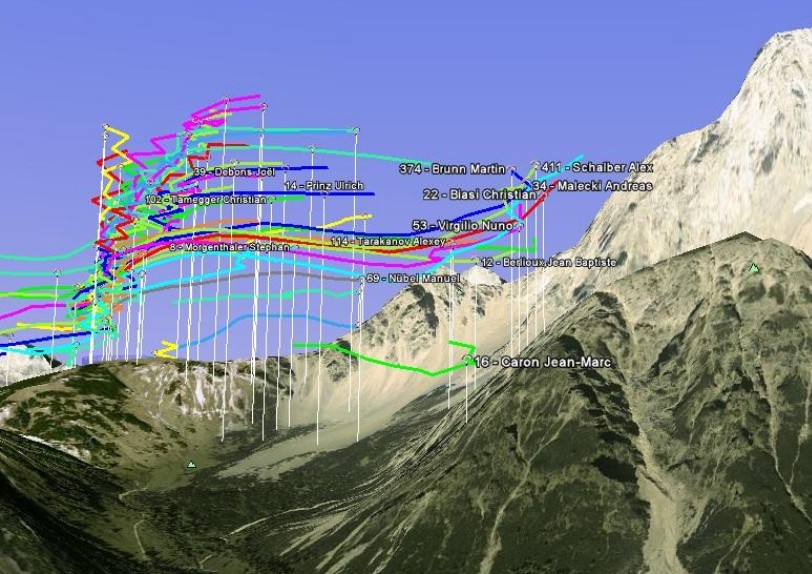 374 - Brunn Martin
411 - Schalber Alex
39 - Debons Joël
14 - Prinz Ulrich
34 - Malecki Andreas
22 - Biasi Christian
102 - Tamegger Christian
53 - Virgilio Nuno
114 - Tarakanov Alexey
8 - Morgenthaler Stephan
12 - Berlioux Jean Baptiste
69 - Nübel Manuel
16 - Caron Jean-Marc